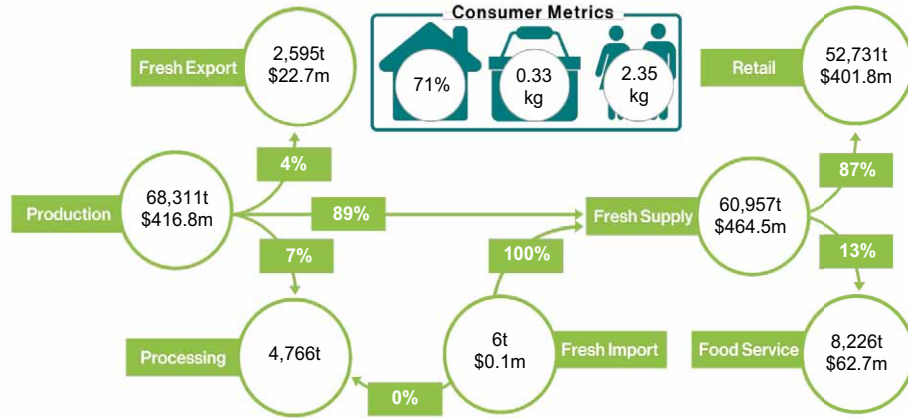 Consumer Metrics
71%
0.33
kg
2.35
kg
Fresh Export
2,595t
$22.7m
Retail
52,731t
$401.8m
4%
87%
Production
68,311t
$416.8m
89%
Fresh Supply
60,957t
$464.5m
7%
100%
13%
Processing
4,766t
6t
$0.1m
Fresh Import
Food Service
8,226t
$62.7m
0%